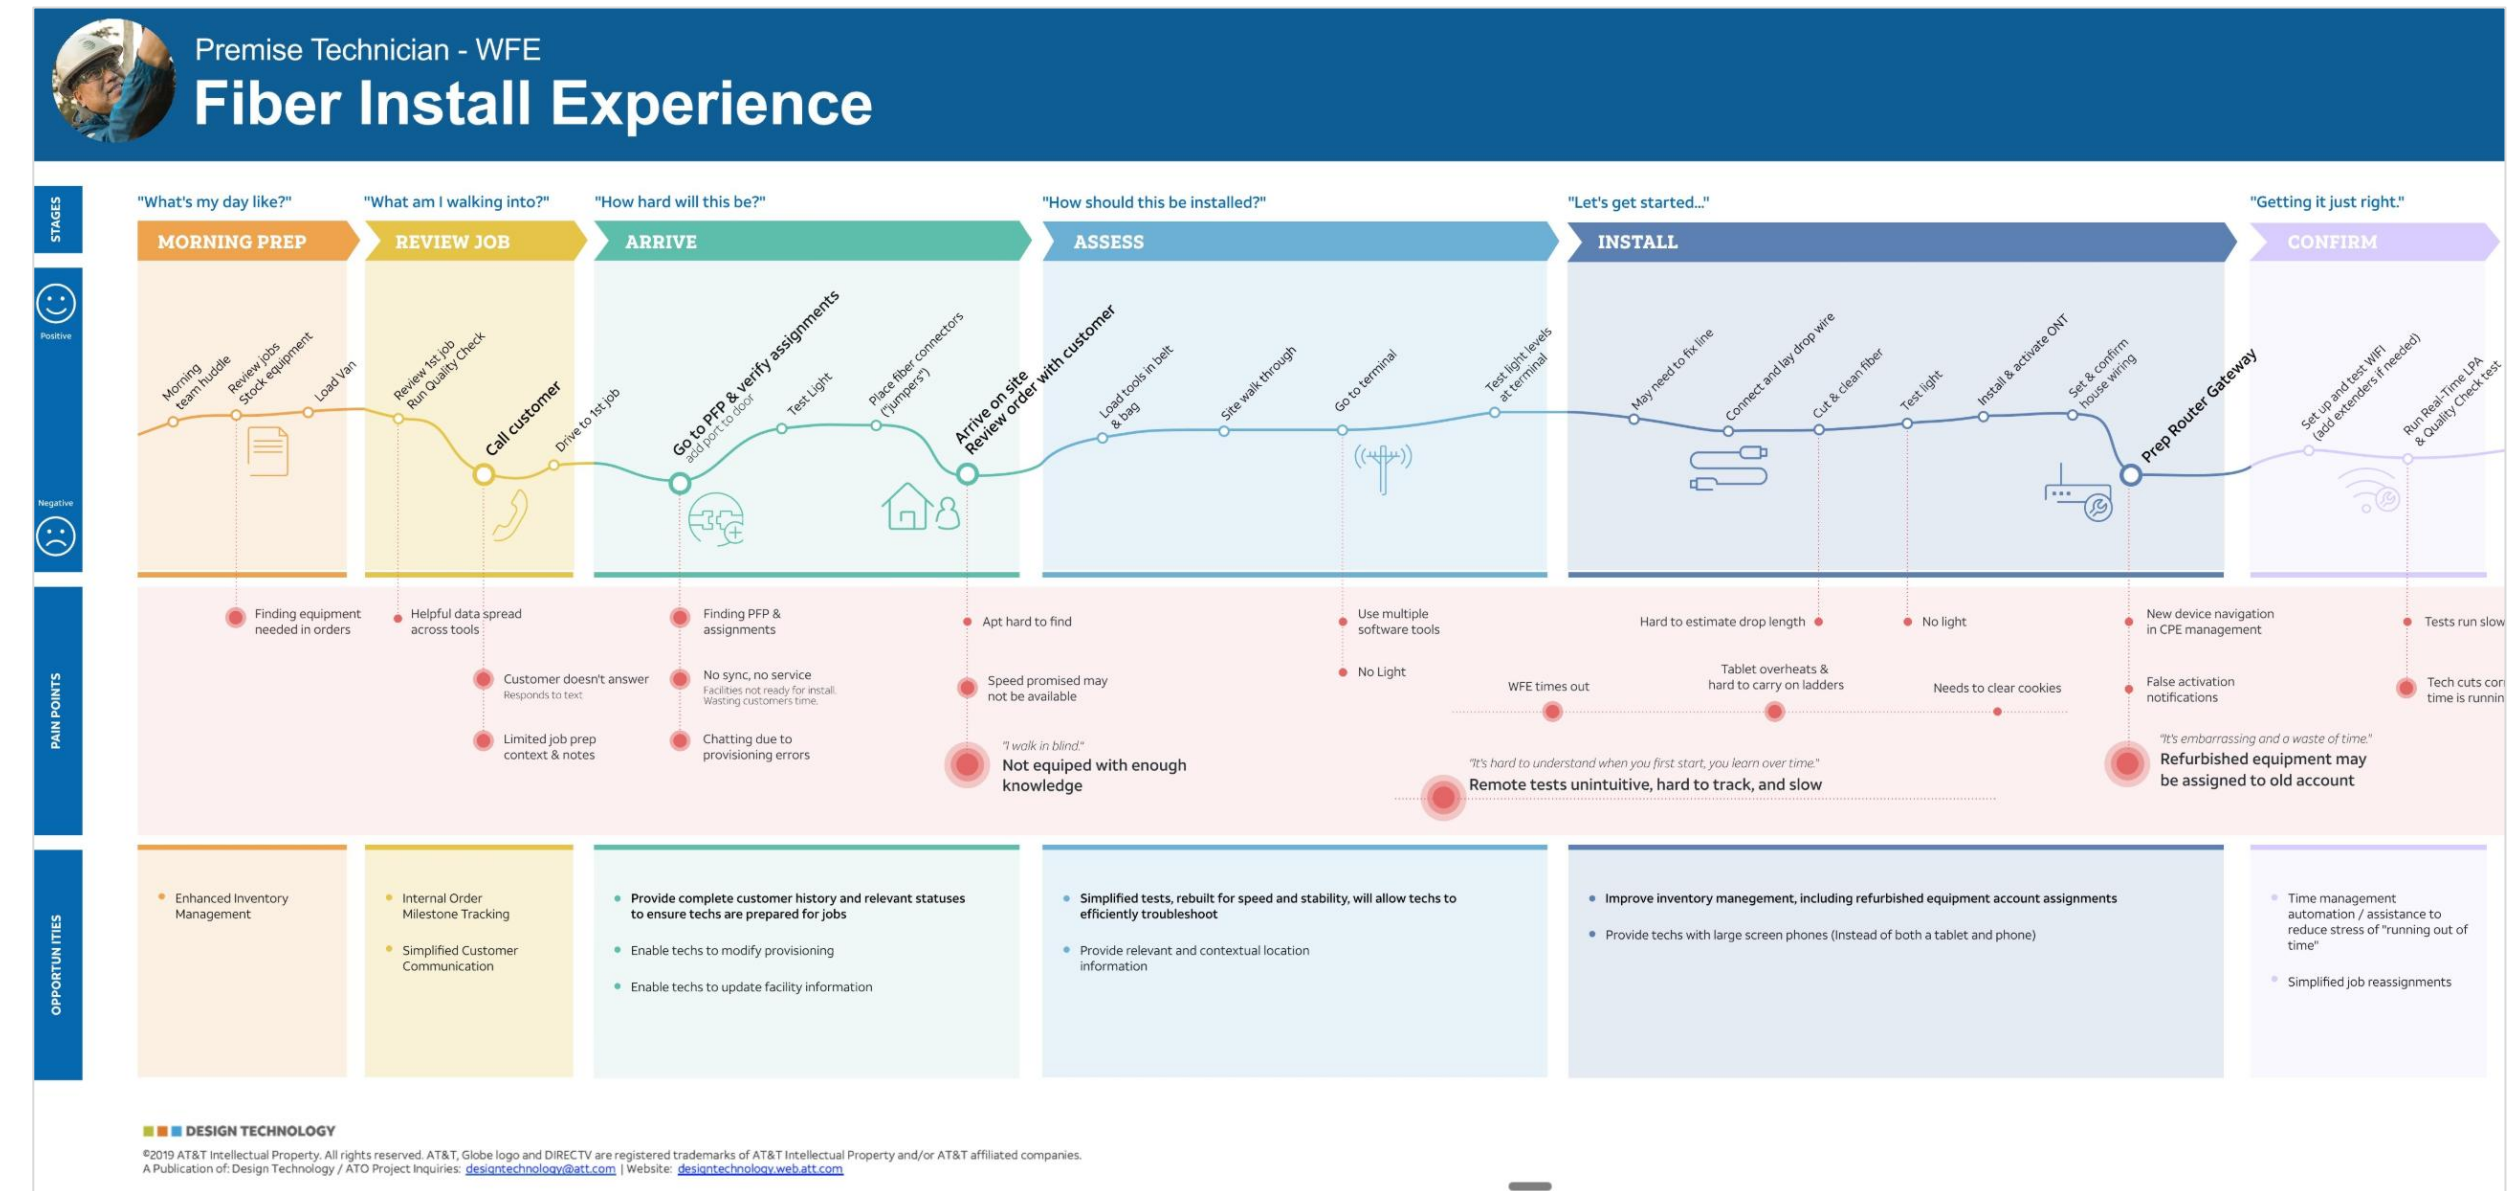 Premise Technician - WFE
Fiber Install Experience
STAGES
"What's my day like?"
"What am I walking into?"
"How hard will this be?"
"How should this be installed?"
"Let's get started..."
"Getting it just right."
MORNING PREP
REVIEW JOB
ARRIVE
ASSESS
INSTALL
CONFIRM
Positive
Negative
Morning
team huddle
Review jobs
Stock equipment
Load Van
Review 1st job
Run Quality Check
Call customer
Drive to 1st job
Go to PFP & verify assignments
add port to door
Test Light
Place fiber connectors
("jumpers")
Arrive on site
Review order with customer
Load tools in belt
& bag
Site walk through
Go to terminal
Test light levels
at terminal
May need to fix line
Connect and lay drop wire
Cut & clean fiber
Test light
Install & activate ONT
Set & confirm
house wiring
Prep Router Gateway
Set up and test WIFI
(add extenders if needed)
Run Real-Time LPA
& Quality Check test
PAIN POINTS
Finding equipment
needed in orders
Helpful data spread
across tools
Customer doesn't answer
Responds to text
Limited job prep
context & notes
Finding PFP &
assignments
No sync, no service
Facilities not ready for install.
Wasting customers time.
Chatting due to
provisioning errors
Apt hard to find
Speed promised may
not be available
"I walk in blind."
Not equiped with enough
knowledge
Use multiple
software tools
No Light
WFE times out
"It's hard to understand when you first start, you learn over time."
Remote tests unintuitive, hard to track, and slow
Hard to estimate drop length
No light
Tablet overheats &
hard to carry on ladders
Needs to clear cookies
New device navigation
in CPE management
False activation
notifications
"It's embarrassing and a waste of time."
Refurbished equipment may
be assigned to old account
Tests run slow
Tech cuts cor
time is runnin
OPPORTUNITIES
Enhanced Inventory
Management
Internal Order
Milestone Tracking
Simplified Customer
Communication
Provide complete customer history and relevant statuses
to ensure techs are prepared for jobs
Enable techs to modify provisioning
Enable techs to update facility information
Simplified tests, rebuilt for speed and stability, will allow techs to
efficiently troubleshoot
Provide relevant and contextual location
information
Improve inventory manegement, including refurbished equipment account assignments
Provide techs with large screen phones (Instead of both a tablet and phone)
Time management
automation / assistance to
reduce stress of "running out of
time"
Simplified job reassignments
DESIGN TECHNOLOGY
©2019 AT&T Intellectual Property. All rights reserved. AT&T, Globe logo and DIRECTV are registered trademarks of AT&T Intellectual Property and/or AT&T affiliated companies.
A Publication of: Design Technology / ATO Project Inquiries: designtechnology@att.com | Website: designtechnology.web.att.com